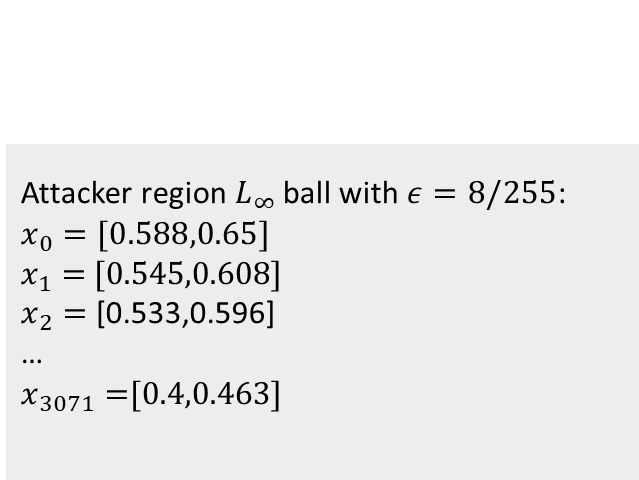 Attacker region L∞ ball with ϵ = 8/255:
x₀ = [0.588,0.65]
x₁ = [0.545,0.608]
x₂ = [0.533,0.596]
...
x₃₀₇₁ =[0.4,0.463]